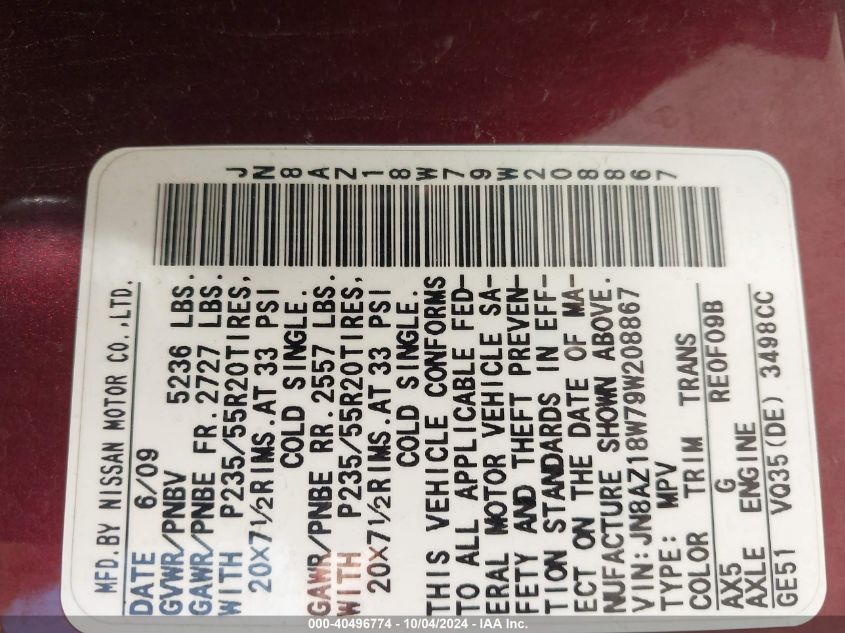 JN8AZ18W79W208867
MFD.BY NISSAN MOTOR CO.,LTD.
DATE 6/09
GVWR/PNBV 5236 LBS.
GAWR/PNBE FR. 2727 LBS.
WITH P235/55R20TIRES,
20X7-1/2RIMS.AT 33 PSI
COLD SINGLE.
GAWR/PNBE RR. 2557 LBS.
WITH P235/55R20TIRES,
20X7-1/2RIMS.AT 33 PSI
COLD SINGLE.
THIS VEHICLE CONFORMS
TO ALL APPLICABLE FED-
ERAL MOTOR VEHICLE SA-
FETY AND THEFT PREVEN-
TION STANDARDS IN EFF-
ECT ON THE DATE OF MA-
NUFACTURE SHOWN ABOVE.
VIN:JN8AZ18W79W208867
TYPE: MPV
COLOR TRIM TRANS
AX5 G RE0F09B
AXLE ENGINE
GE51 VQ35(DE) 3498CC
000-40496774 - 10/04/2024 - IAA Inc.